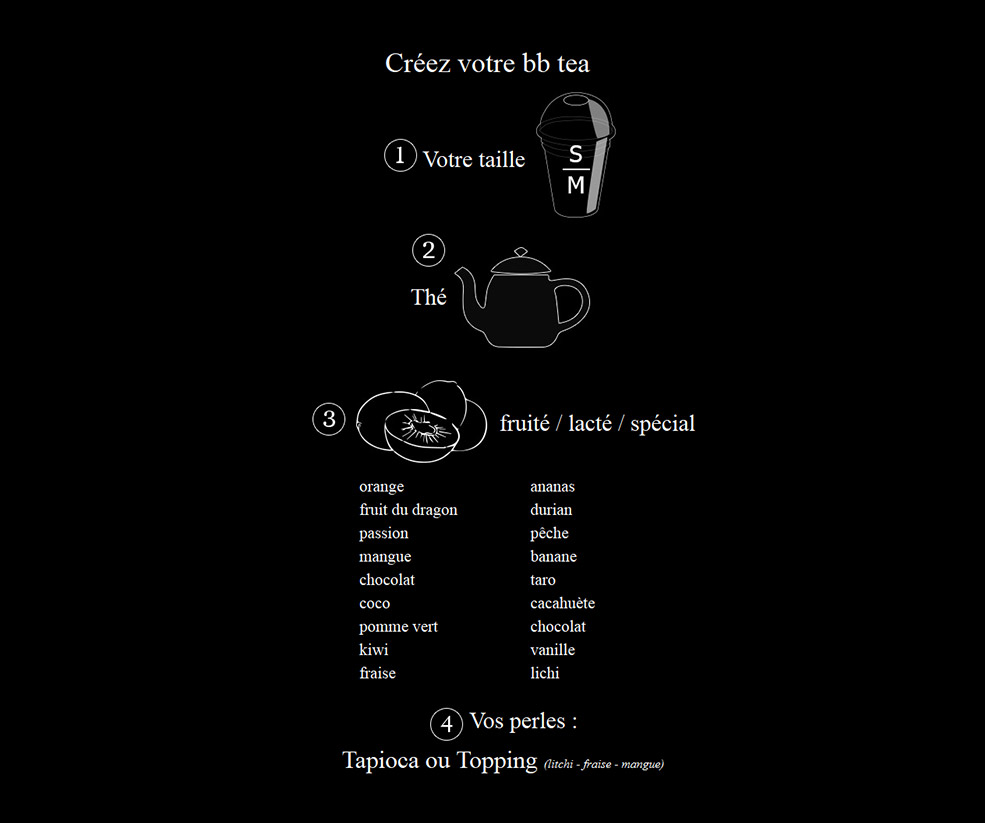 Créez votre bb tea
1 Votre taille
S
M
2
Thé
3 fruité / lacté / spécial
orange ananas
fruit du dragon durian
passion pêche
mangue banane
chocolat taro
coco cacahuète
pomme vert chocolat
kiwi vanille
fraise lichi
4 Vos perles :
Tapioca ou Topping (litchi - fraise - mangue)